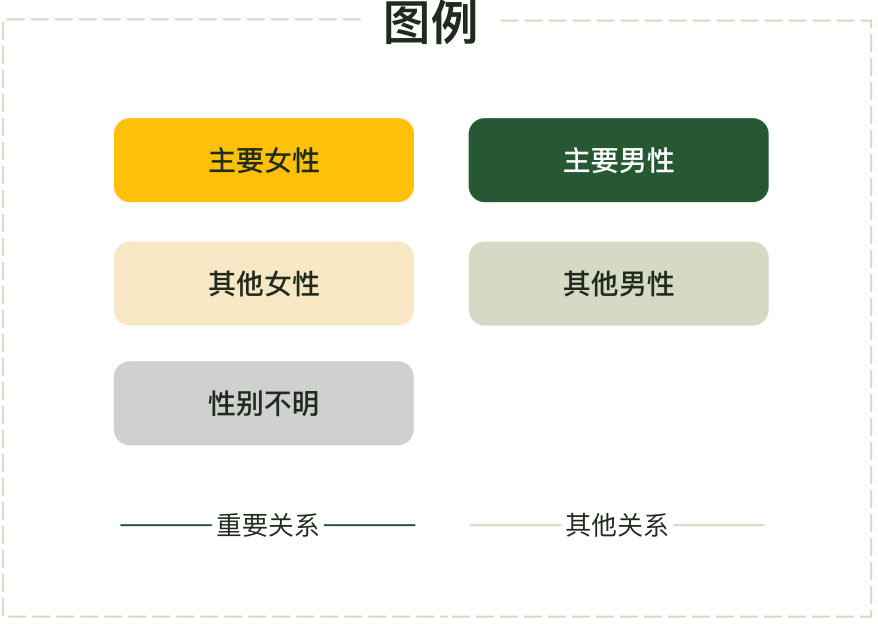 图例
主要女性
主要男性
其他女性
其他男性
性别不明
重要关系
其他关系